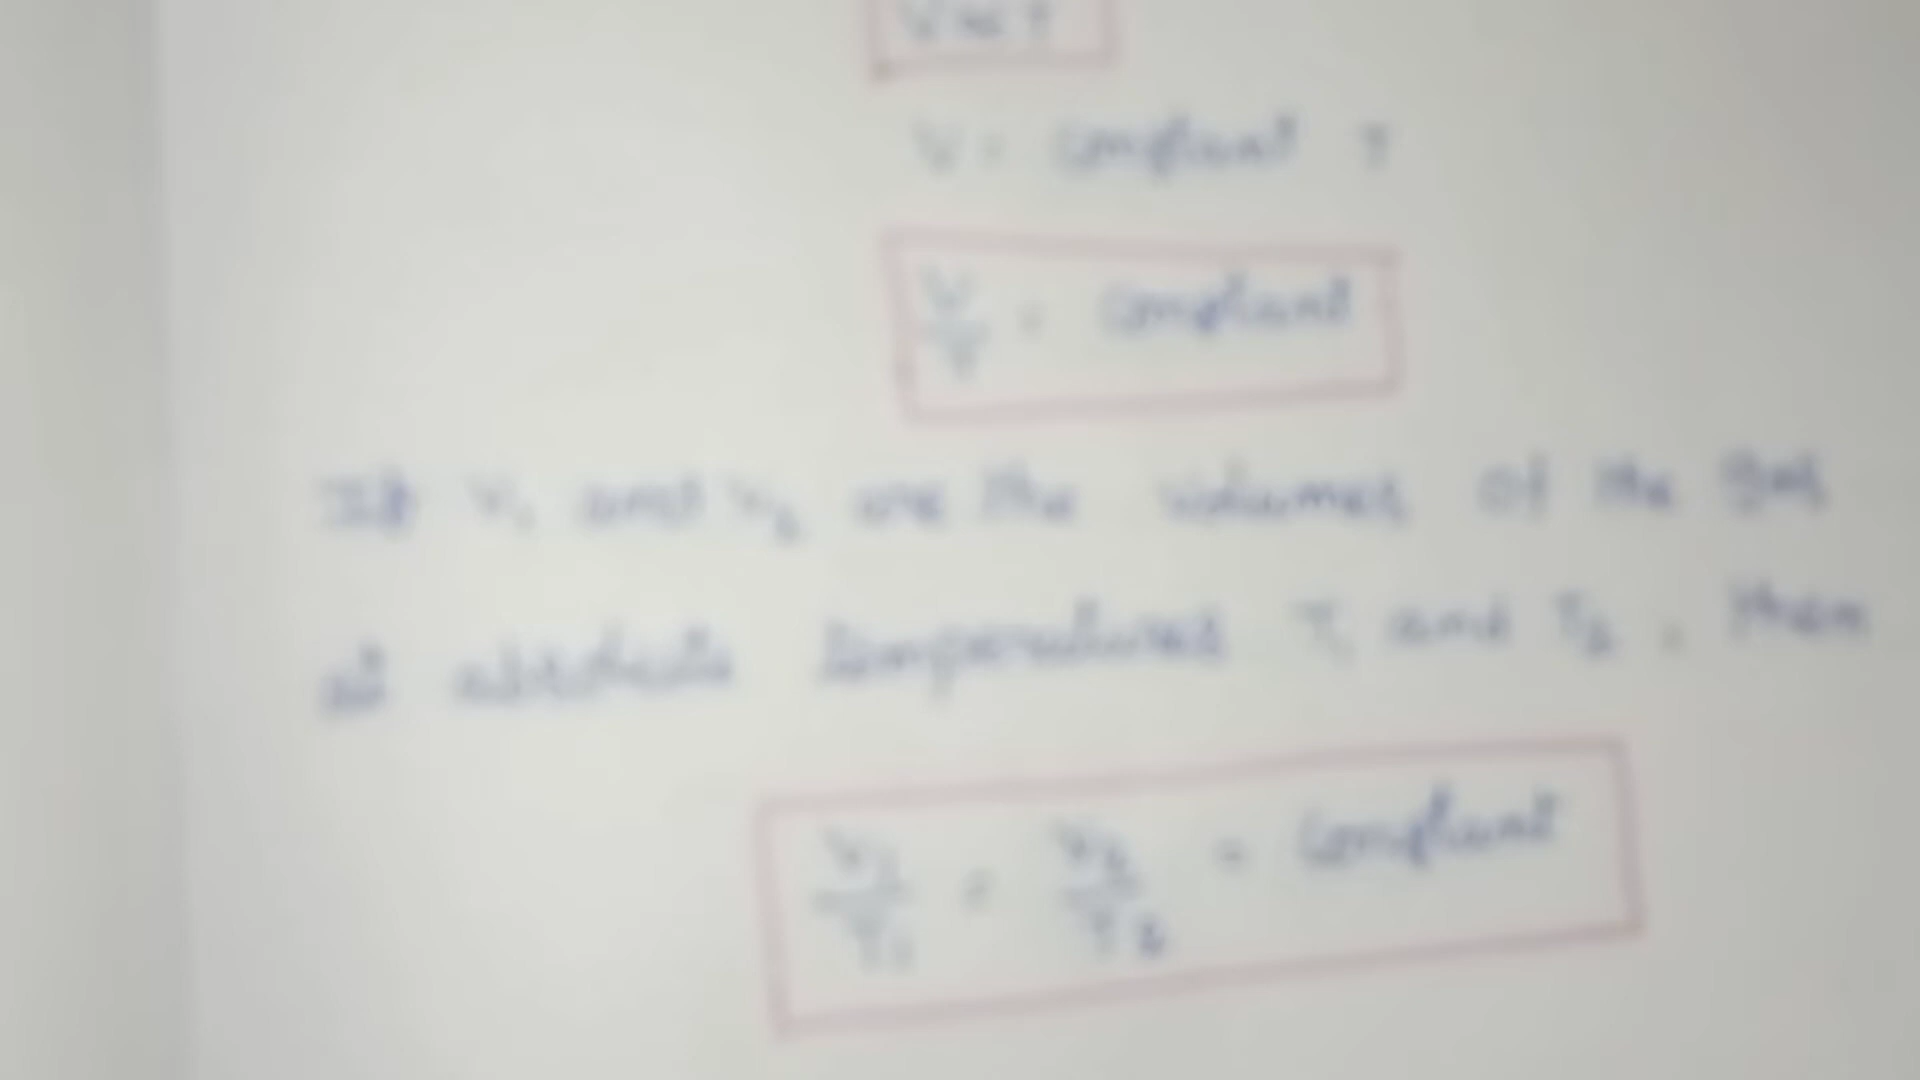 V ∝ T
V = constant T
V/T = constant
If V₁ and V₂ are the volumes of the gas
at absolute temperatures T₁ and T₂, then
V₁/T₁ = V₂/T₂ = constant